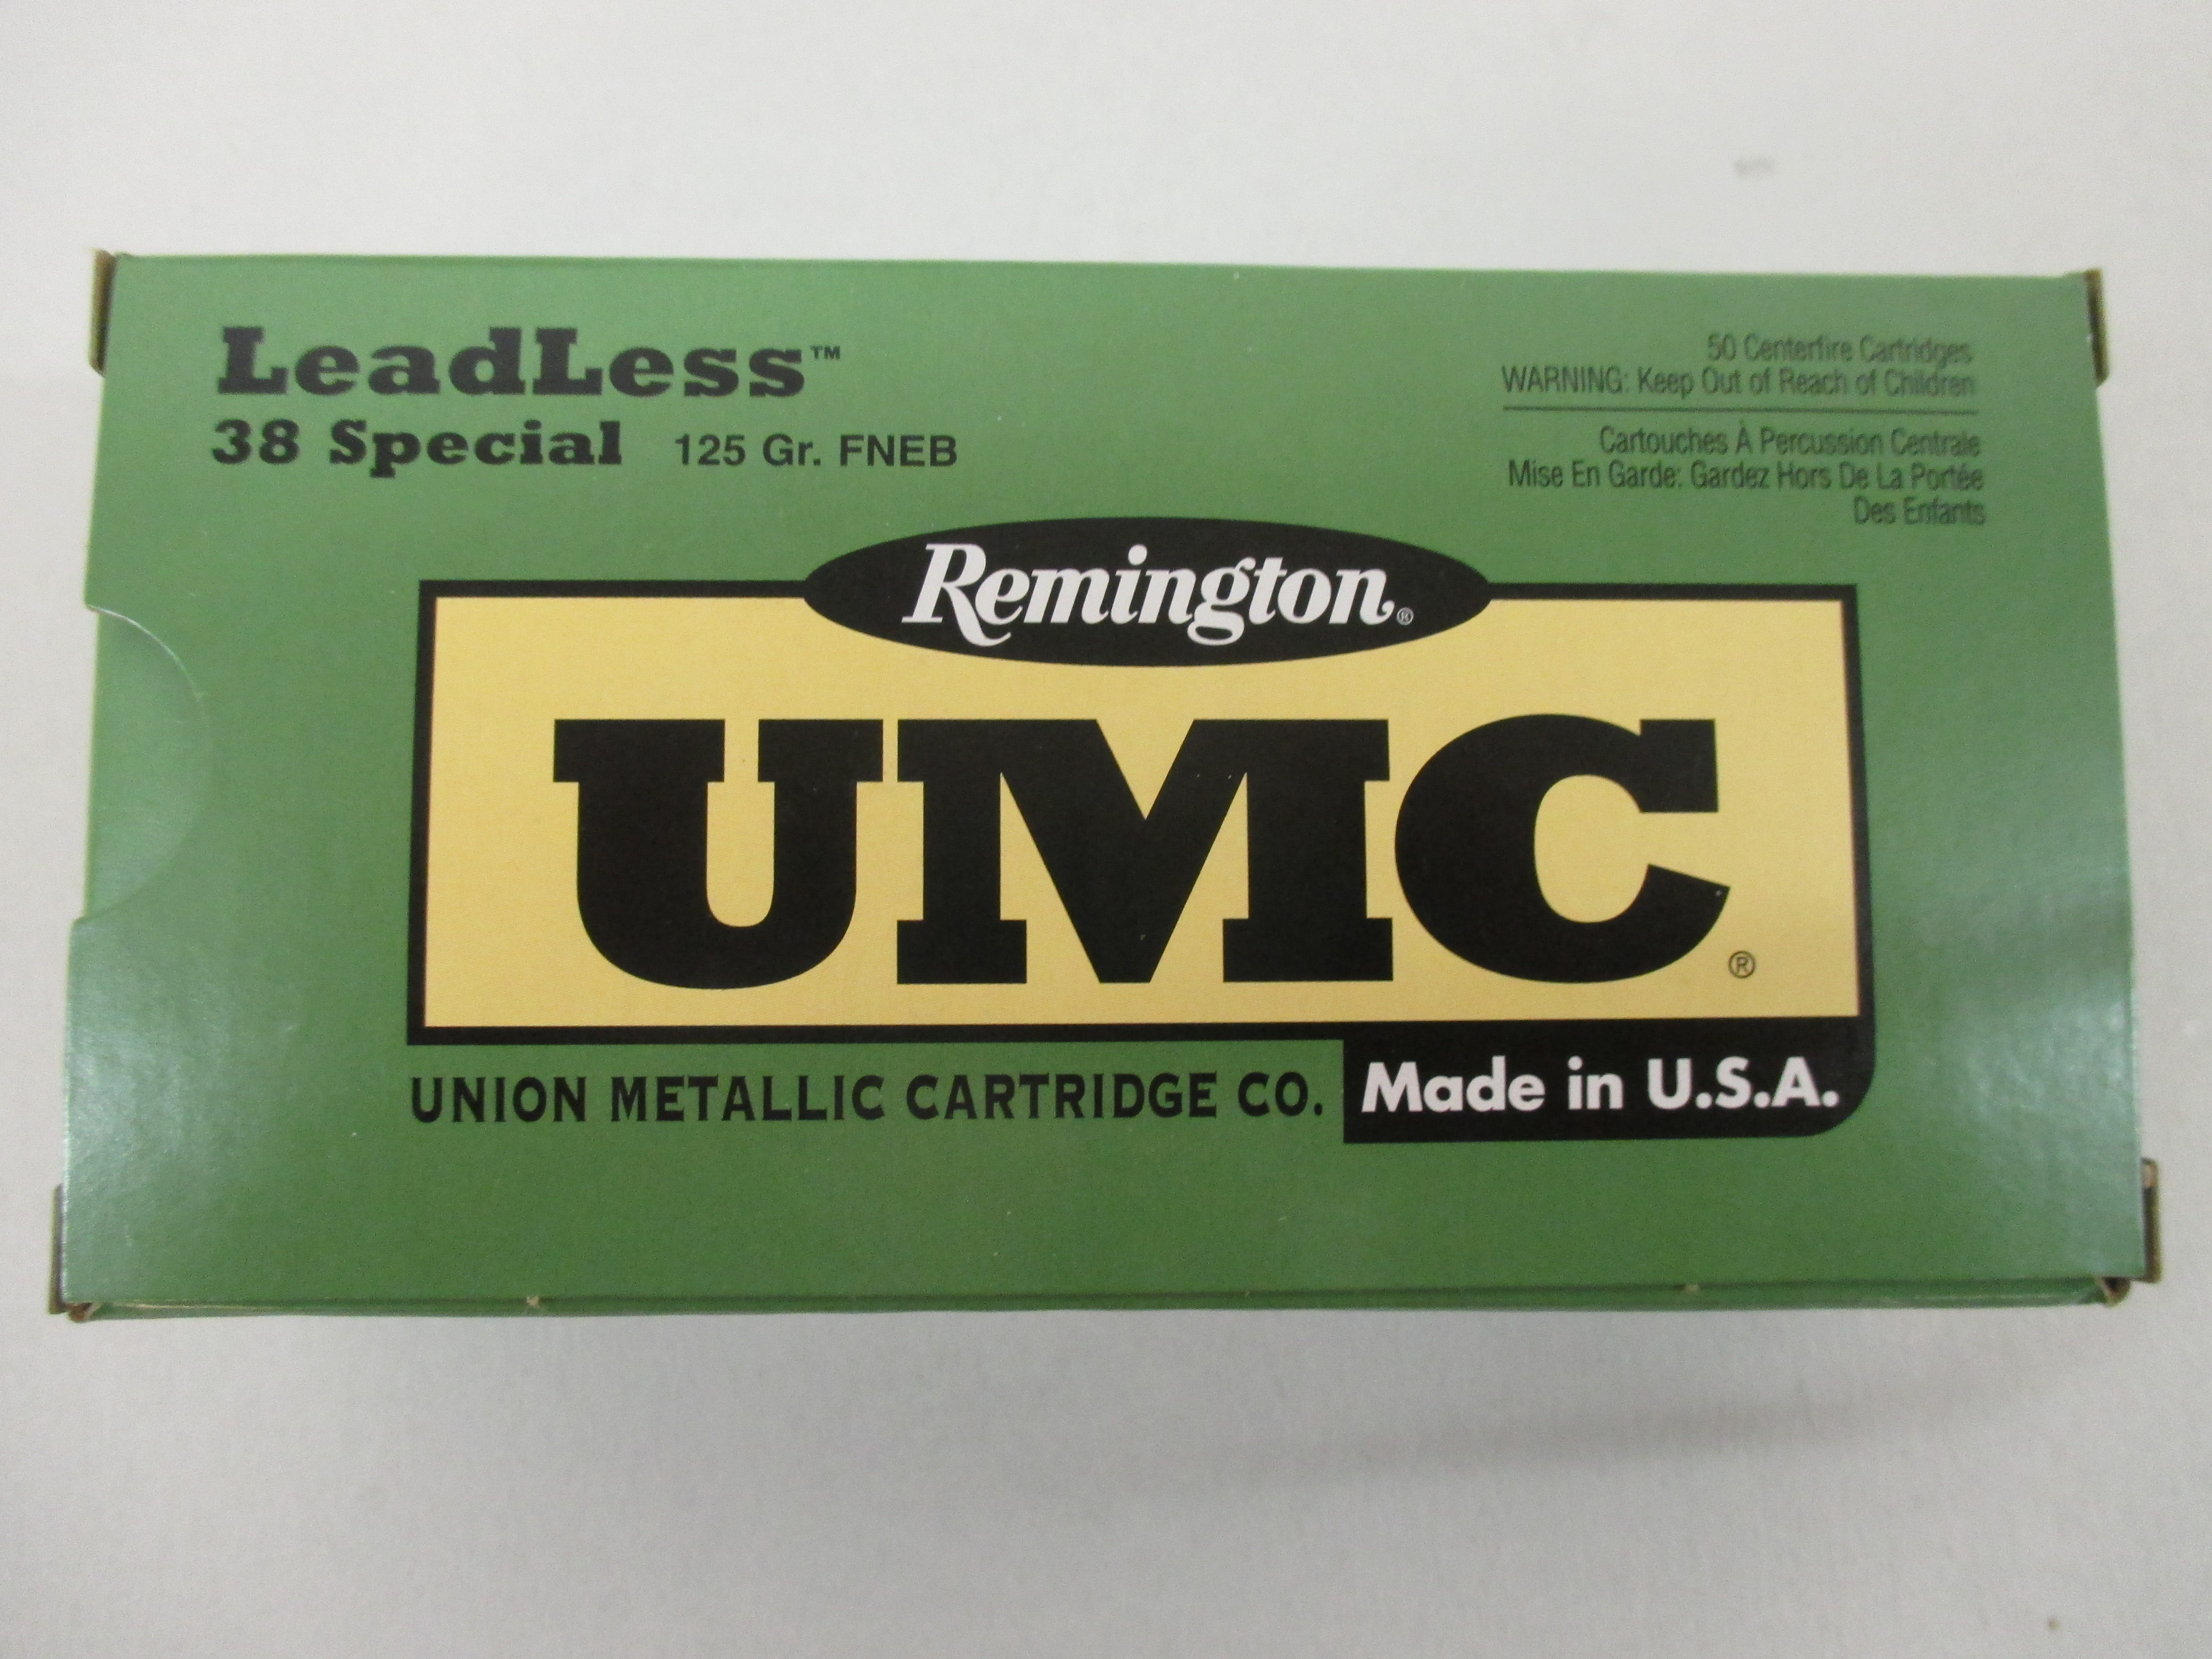 LeadLess™
38 Special 125 Gr. FNEB
50 Centerfire Cartridges
WARNING: Keep Out of Reach of Children
Cartouches À Percussion Centrale
Mise En Garde: Gardez Hors De La Portée
Des Enfants
Remington®
UMC®
UNION METALLIC CARTRIDGE CO.
Made in U.S.A.